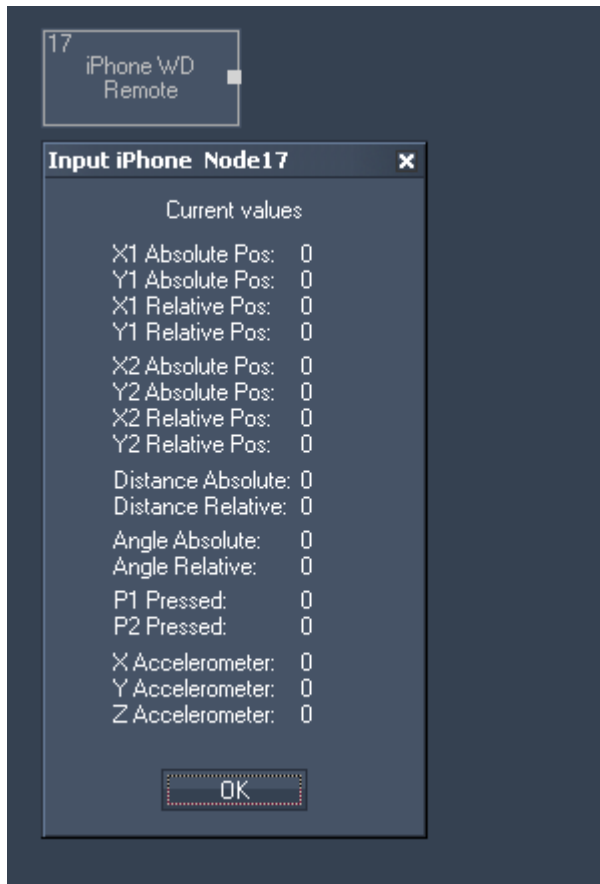 17
iPhone WD
Remote
Input iPhone Node17
Current values
X1 Absolute Pos: 0
Y1 Absolute Pos: 0
X1 Relative Pos: 0
Y1 Relative Pos: 0
X2 Absolute Pos: 0
Y2 Absolute Pos: 0
X2 Relative Pos: 0
Y2 Relative Pos: 0
Distance Absolute: 0
Distance Relative: 0
Angle Absolute: 0
Angle Relative: 0
P1 Pressed: 0
P2 Pressed: 0
X Accelerometer: 0
Y Accelerometer: 0
Z Accelerometer: 0
OK